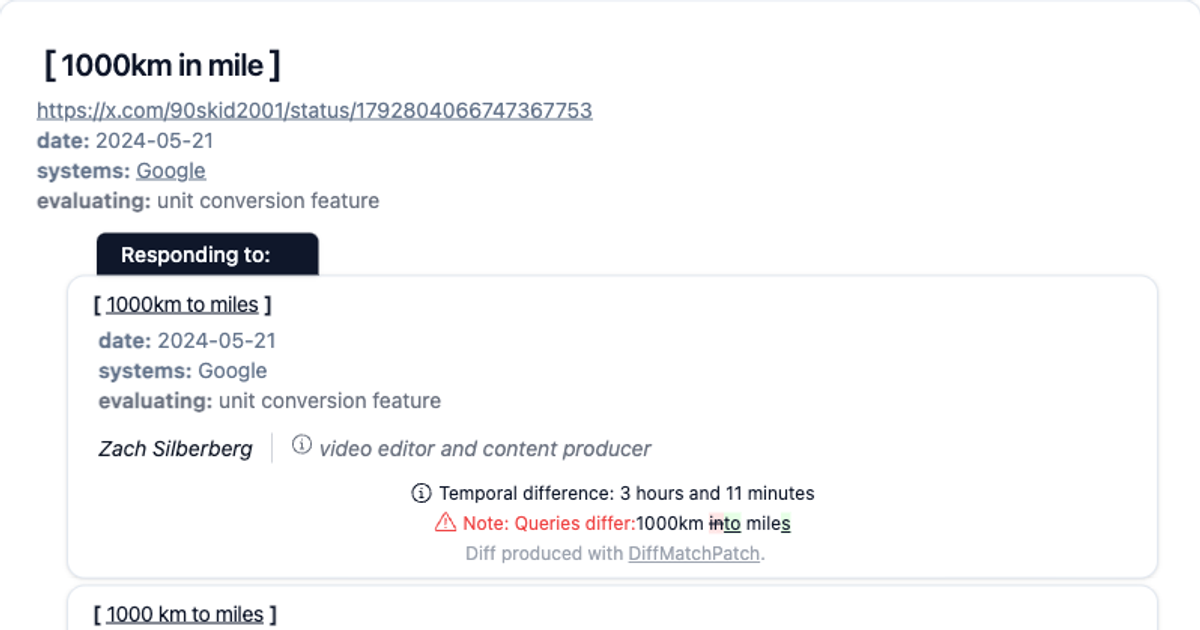 [ 1000km in mile ]
https://x.com/90skid2001/status/1792804066747367753
date: 2024-05-21
systems: Google
evaluating: unit conversion feature
Responding to:
[ 1000km to miles ]
date: 2024-05-21
systems: Google
evaluating: unit conversion feature
Zach Silberberg | ⓘ video editor and content producer
ⓘ Temporal difference: 3 hours and 11 minutes
⚠ Note: Queries differ:1000km into miles
Diff produced with DiffMatchPatch.
[ 1000 km to miles ]